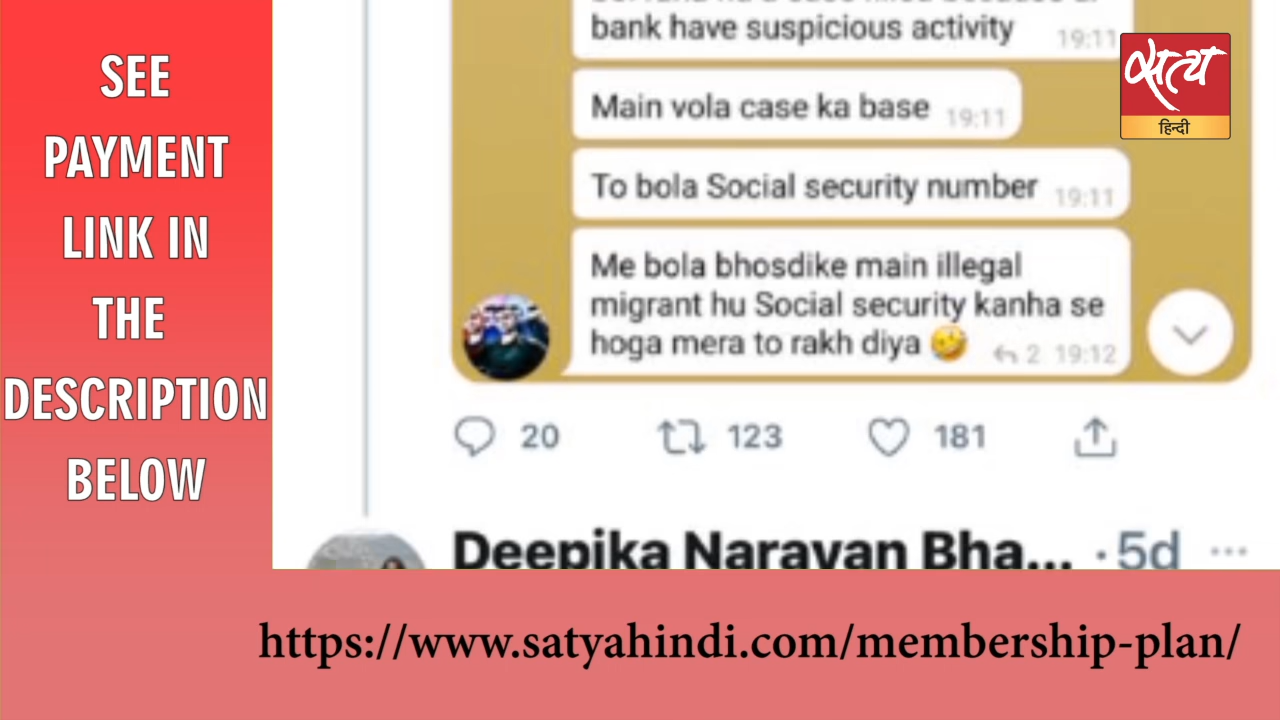 SEE
PAYMENT
LINK IN
THE
DESCRIPTION
BELOW
bank have suspicious activity 19:11
Main vola case ka base 19:11
To bola Social security number 19:11
Me bola bhosdike main illegal
migrant hu Social security kanha se
hoga mera to rakh diya 🤣 2 19:12
20 123 181
Deepika Narayan Bha... · 5d ...
सत्य
हिन्दी
https://www.satyahindi.com/membership-plan/